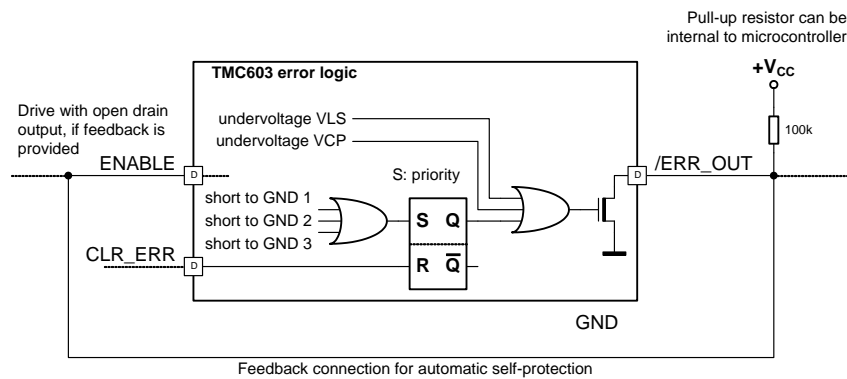 Pull-up resistor can be
internal to microcontroller
+VCC
100k
TMC603 error logic
Drive with open drain
output, if feedback is
provided
undervoltage VLS
undervoltage VCP
ENABLE
D
S: priority
D
/ERR_OUT
short to GND 1
short to GND 2
short to GND 3
S Q
CLR_ERR
D
R Q̅
GND
Feedback connection for automatic self-protection